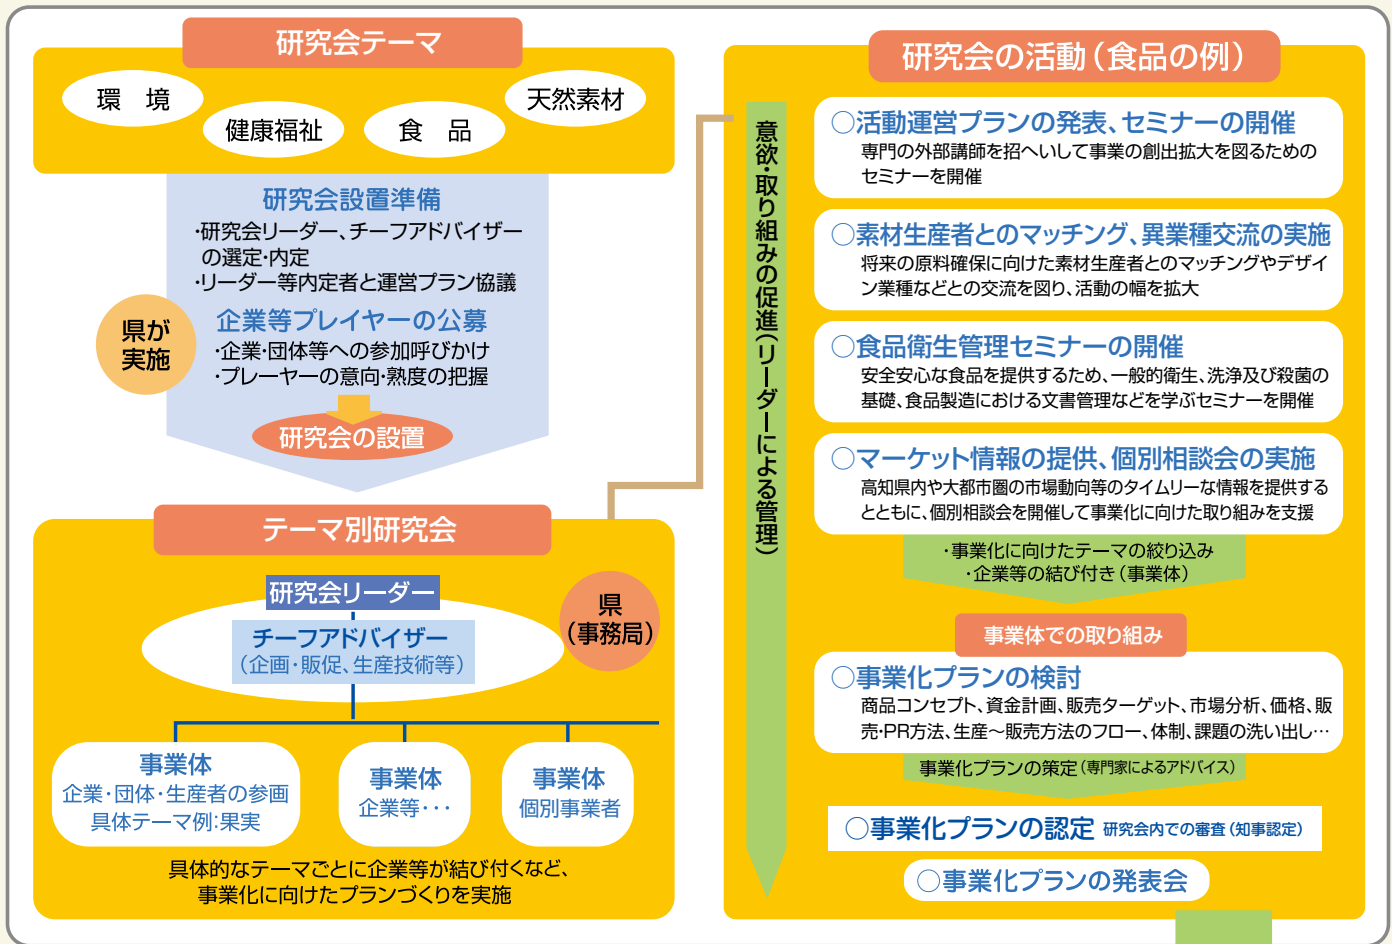 研究会テーマ
環　境
健康福祉
食　品
天然素材
研究会設置準備
・研究会リーダー、チーフアドバイザー
の選定・内定
・リーダー等内定者と運営プラン協議
県が
実施
企業等プレイヤーの公募
・企業・団体等への参加呼びかけ
・プレーヤーの意向・熟度の把握
研究会の設置
テーマ別研究会
研究会リーダー
チーフアドバイザー
（企画・販促、生産技術等）
県
（事務局）
事業体
企業・団体・生産者の参画
具体テーマ例：果実
事業体
企業等・・・
事業体
個別事業者
具体的なテーマごとに企業等が結び付くなど、
事業化に向けたプランづくりを実施
研究会の活動（食品の例）
意欲・取り組みの促進（リーダーによる管理）
○活動運営プランの発表、セミナーの開催
専門の外部講師を招へいして事業の創出拡大を図るための
セミナーを開催
○素材生産者とのマッチング、異業種交流の実施
将来の原料確保に向けた素材生産者とのマッチングやデザイ
ン業種などとの交流を図り、活動の幅を拡大
○食品衛生管理セミナーの開催
安全安心な食品を提供するため、一般的衛生、洗浄及び殺菌の
基礎、食品製造における文書管理などを学ぶセミナーを開催
○マーケット情報の提供、個別相談会の実施
高知県内や大都市圏の市場動向等のタイムリーな情報を提供する
とともに、個別相談会を開催して事業化に向けた取り組みを支援
・事業化に向けたテーマの絞り込み
・企業等の結び付き（事業体）
事業体での取り組み
○事業化プランの検討
商品コンセプト、資金計画、販売ターゲット、市場分析、価格、販
売・PR方法、生産～販売方法のフロー、体制、課題の洗い出し…
事業化プランの策定（専門家によるアドバイス）
○事業化プランの認定 研究会内での審査（知事認定）
○事業化プランの発表会